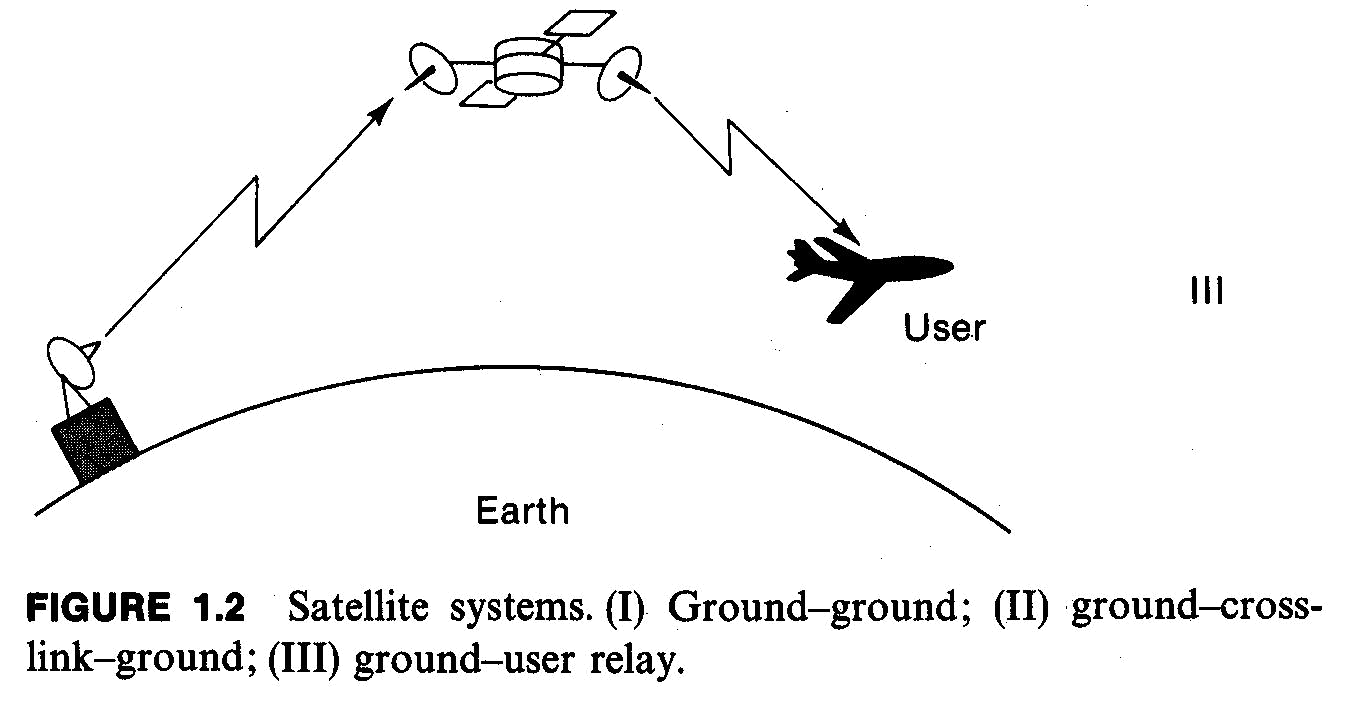 III
User
Earth
FIGURE 1.2 Satellite systems. (I) Ground–ground; (II) ground–cross-
link–ground; (III) ground–user relay.